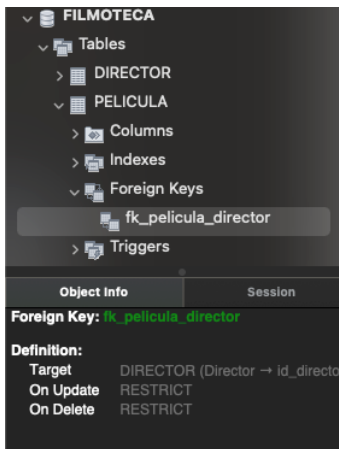 FILMOTECA
Tables
DIRECTOR
PELICULA
Columns
Indexes
Foreign Keys
fk_pelicula_director
Triggers
Object Info Session
Foreign Key: fk_pelicula_director
Definition:
Target DIRECTOR (Director → id_directo
On Update RESTRICT
On Delete RESTRICT